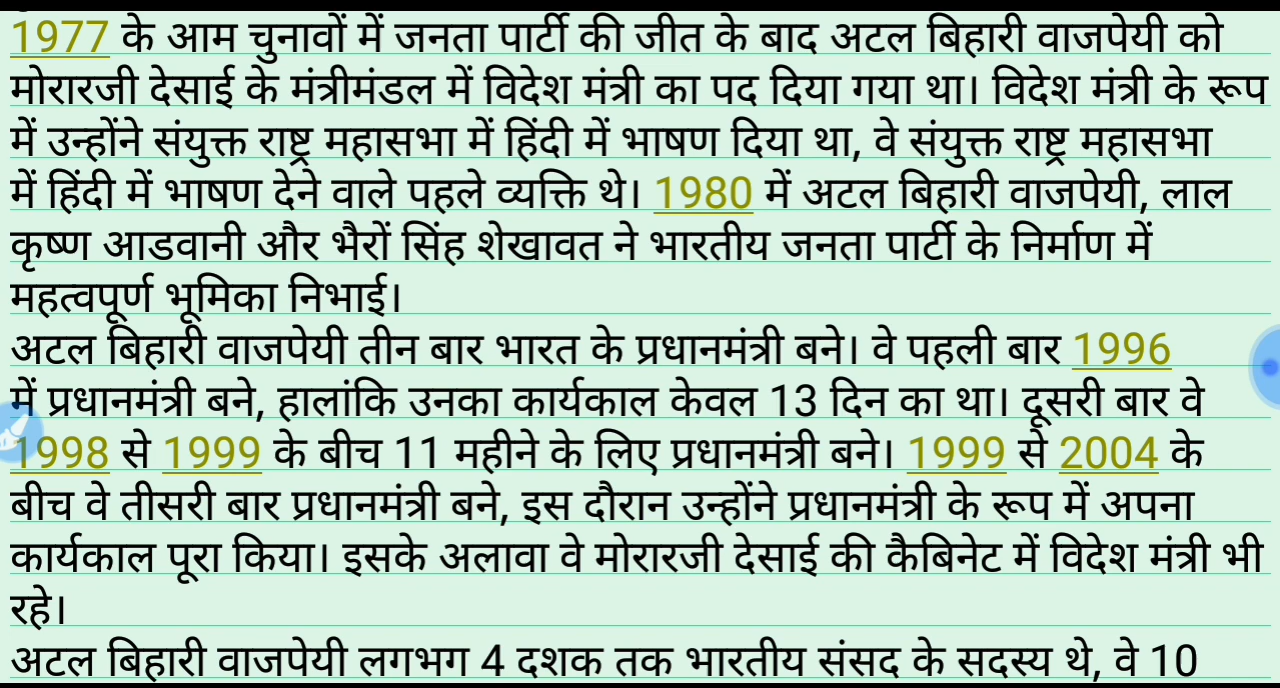 1977 के आम चुनावों में जनता पार्टी की जीत के बाद अटल बिहारी वाजपेयी को
मोरारजी देसाई के मंत्रीमंडल में विदेश मंत्री का पद दिया गया था। विदेश मंत्री के रूप
में उन्होंने संयुक्त राष्ट्र महासभा में हिंदी में भाषण दिया था, वे संयुक्त राष्ट्र महासभा
में हिंदी में भाषण देने वाले पहले व्यक्ति थे। 1980 में अटल बिहारी वाजपेयी, लाल
कृष्ण आडवानी और भैरों सिंह शेखावत ने भारतीय जनता पार्टी के निर्माण में
महत्वपूर्ण भूमिका निभाई।
अटल बिहारी वाजपेयी तीन बार भारत के प्रधानमंत्री बने। वे पहली बार 1996
में प्रधानमंत्री बने, हालांकि उनका कार्यकाल केवल 13 दिन का था। दूसरी बार वे
1998 से 1999 के बीच 11 महीने के लिए प्रधानमंत्री बने। 1999 से 2004 के
बीच वे तीसरी बार प्रधानमंत्री बने, इस दौरान उन्होंने प्रधानमंत्री के रूप में अपना
कार्यकाल पूरा किया। इसके अलावा वे मोरारजी देसाई की कैबिनेट में विदेश मंत्री भी
रहे।
अटल बिहारी वाजपेयी लगभग 4 दशक तक भारतीय संसद के सदस्य थे, वे 10